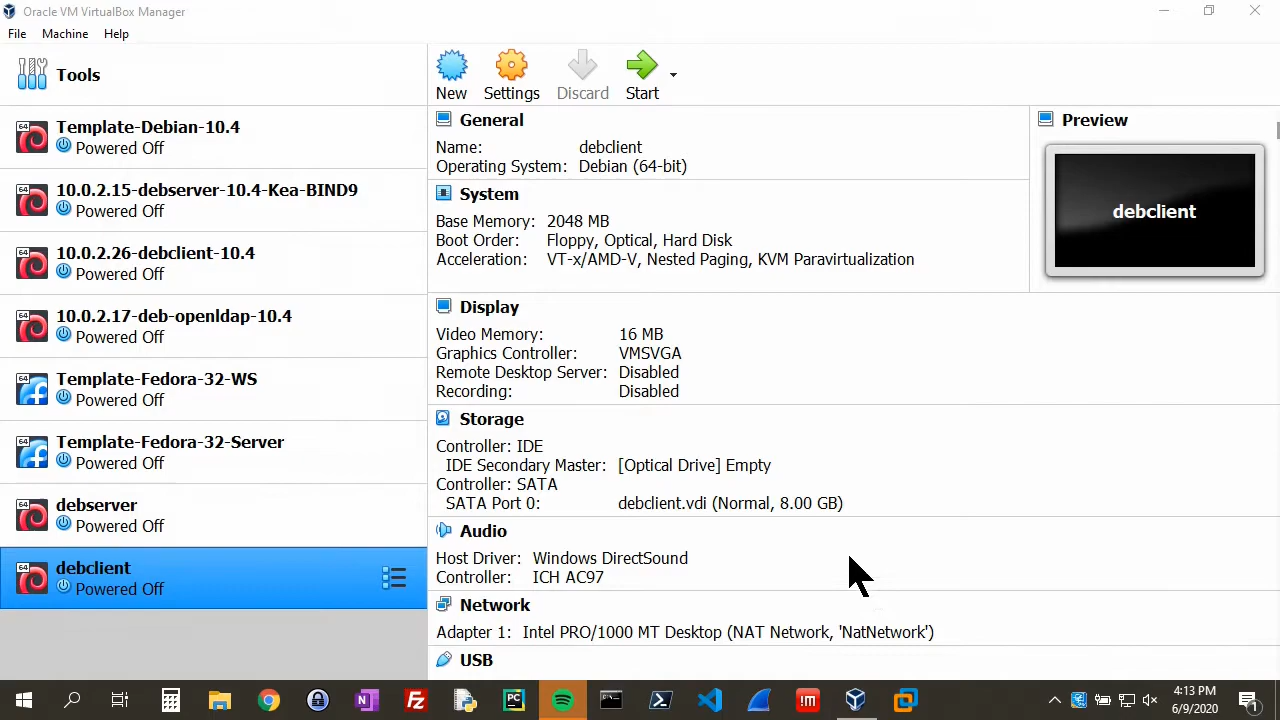 Oracle VM VirtualBox Manager
File Machine Help
Tools
New Settings Discard Start
64
Template-Debian-10.4
Powered Off
64
10.0.2.15-debserver-10.4-Kea-BIND9
Powered Off
64
10.0.2.26-debclient-10.4
Powered Off
64
10.0.2.17-deb-openldap-10.4
Powered Off
64
Template-Fedora-32-WS
Powered Off
64
Template-Fedora-32-Server
Powered Off
64
debserver
Powered Off
64
debclient
Powered Off
General
Name: debclient
Operating System: Debian (64-bit)
System
Base Memory: 2048 MB
Boot Order: Floppy, Optical, Hard Disk
Acceleration: VT-x/AMD-V, Nested Paging, KVM Paravirtualization
Preview
debclient
Display
Video Memory: 16 MB
Graphics Controller: VMSVGA
Remote Desktop Server: Disabled
Recording: Disabled
Storage
Controller: IDE
IDE Secondary Master: [Optical Drive] Empty
Controller: SATA
SATA Port 0: debclient.vdi (Normal, 8.00 GB)
Audio
Host Driver: Windows DirectSound
Controller: ICH AC97
Network
Adapter 1: Intel PRO/1000 MT Desktop (NAT Network, 'NatNetwork')
USB
4:13 PM
6/9/2020